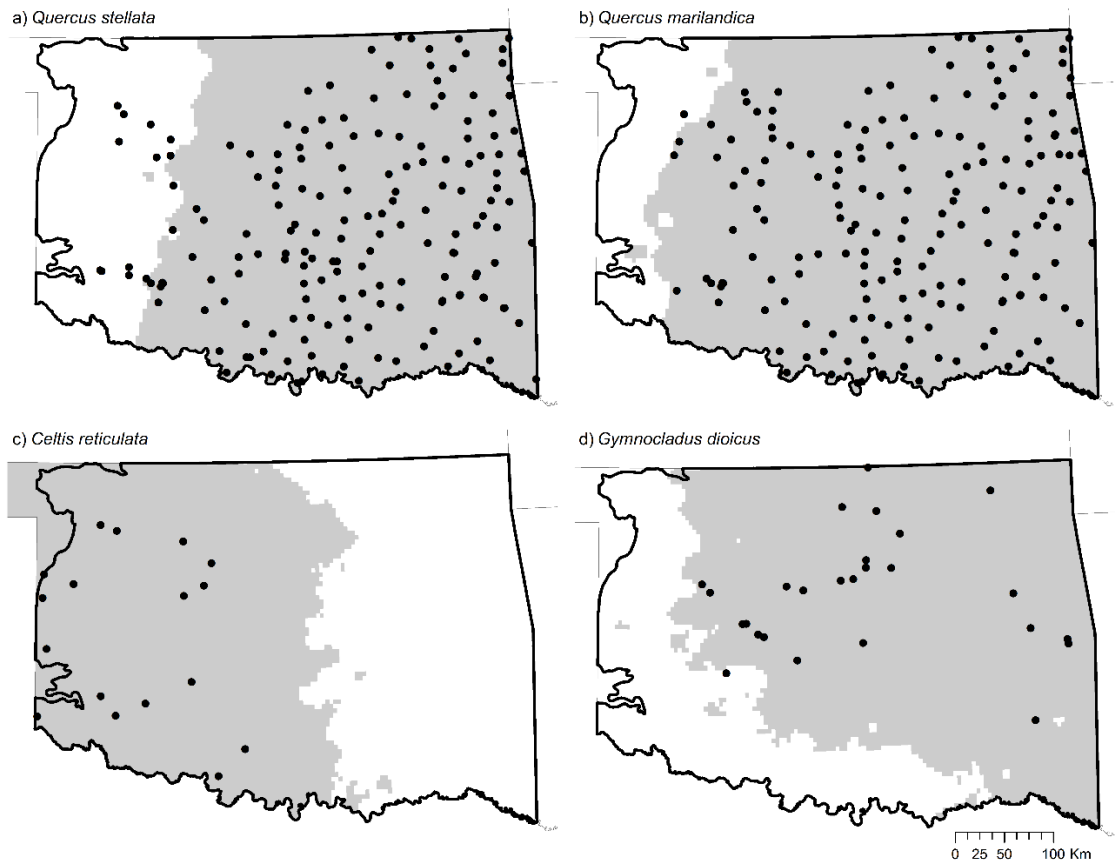 a) Quercus stellata
b) Quercus marilandica
c) Celtis reticulata
d) Gymnocladus dioicus
0 25 50 100 Km